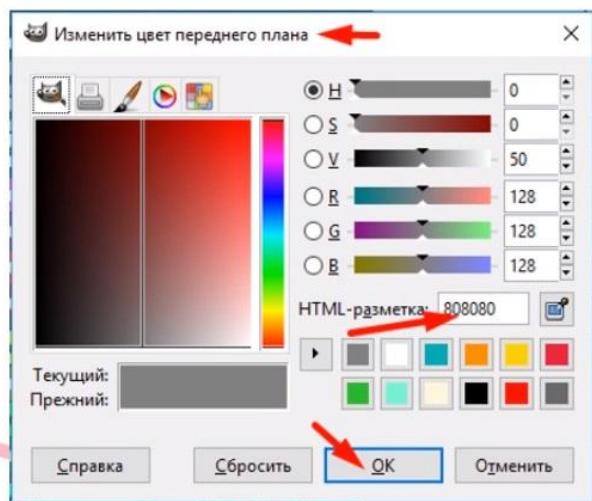 Изменить цвет переднего плана
H 0
S 0
V 50
R 128
G 128
B 128
HTML-разметка: 808080
Текущий:
Прежний:
Справка Сбросить OK Отменить